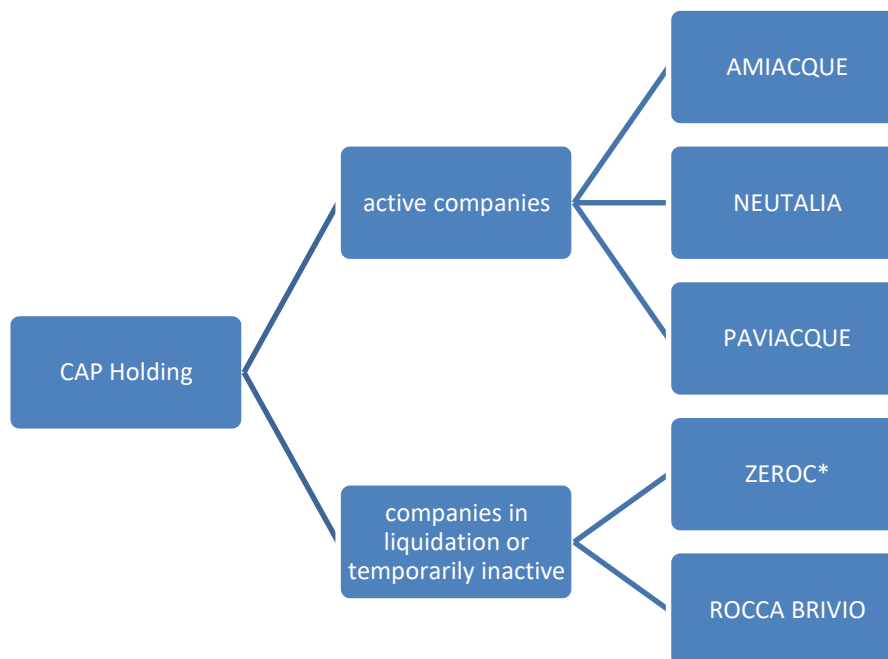 CAP Holding
active companies
AMIACQUE
NEUTALIA
PAVIACQUE
companies in
liquidation or
temporarily inactive
ZEROC*
ROCCA BRIVIO